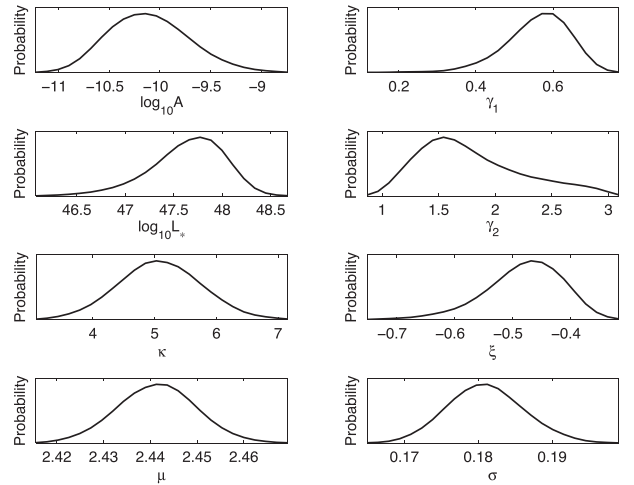 Probability
−11 −10.5 −10 −9.5 −9
log10A
Probability
0.2 0.4 0.6
γ1
Probability
46.5 47 47.5 48 48.5
log10L*
Probability
1 1.5 2 2.5 3
γ2
Probability
4 5 6 7
κ
Probability
−0.7 −0.6 −0.5 −0.4
ξ
Probability
2.42 2.43 2.44 2.45 2.46
μ
Probability
0.17 0.18 0.19
σ